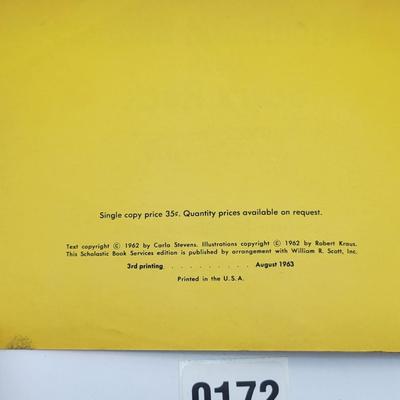 Single copy price 35¢. Quantity prices available on request.
Text copyright © 1962 by Carla Stevens. Illustrations copyright © 1962 by Robert Kraus.
This Scholastic Book Services edition is published by arrangement with William R. Scott, Inc.
3rd printing . . . . . . . . . August 1963
Printed in the U.S.A.
0172